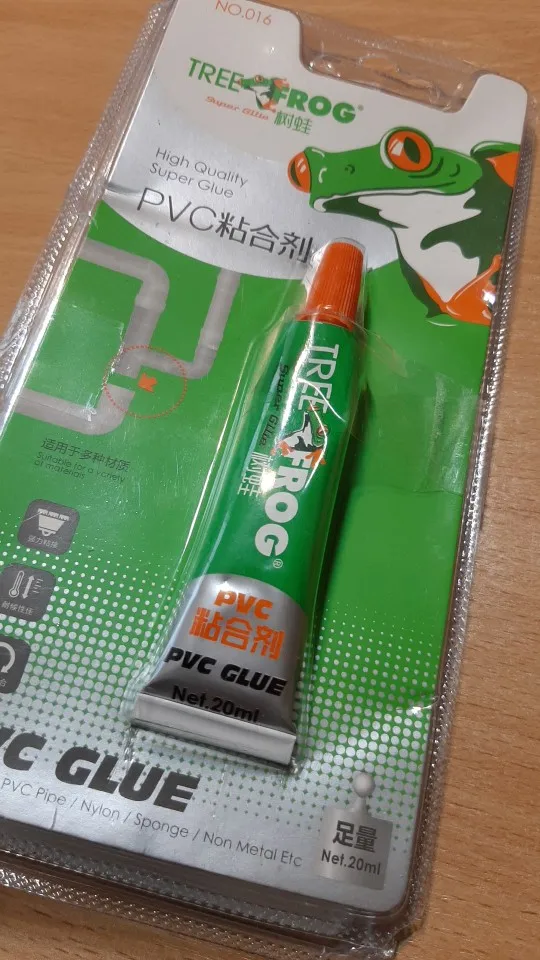 NO.016
TREE FROG®
Super Glue 树蛙
High Quality
Super Glue
PVC粘合剂
适用于多种材质
Suitable for a variety
of materials
TREE FROG®
Super Glue 树蛙
PVC
粘合剂
PVC GLUE
Net.20ml
VC GLUE
PVC Pipe / Nylon / Sponge / Non Metal Etc
足量
Net.20ml